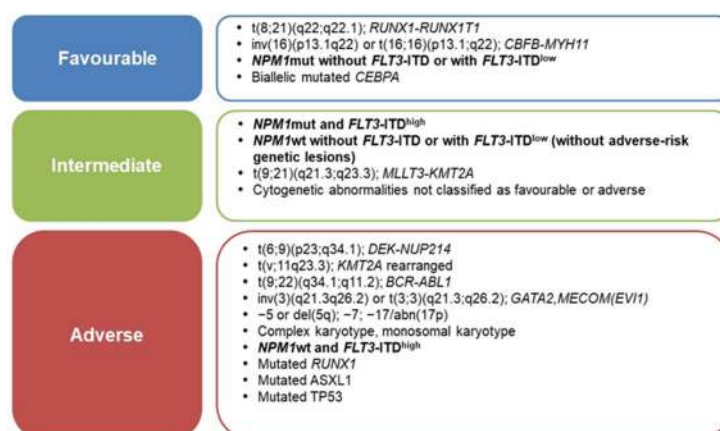 Favourable
• t(8;21)(q22;q22.1); RUNX1-RUNX1T1
• inv(16)(p13.1q22) or t(16;16)(p13.1;q22); CBFB-MYH11
• NPM1mut without FLT3-ITD or with FLT3-ITDlow
• Biallelic mutated CEBPA
Intermediate
• NPM1mut and FLT3-ITDhigh
• NPM1wt without FLT3-ITD or with FLT3-ITDlow (without adverse-risk
genetic lesions)
• t(9;21)(q21.3;q23.3); MLLT3-KMT2A
• Cytogenetic abnormalities not classified as favourable or adverse
Adverse
• t(6;9)(p23;q34.1); DEK-NUP214
• t(v;11q23.3); KMT2A rearranged
• t(9;22)(q34.1;q11.2); BCR-ABL1
• inv(3)(q21.3q26.2) or t(3;3)(q21.3;q26.2); GATA2,MECOM(EVI1)
• −5 or del(5q); −7; −17/abn(17p)
• Complex karyotype, monosomal karyotype
• NPM1wt and FLT3-ITDhigh
• Mutated RUNX1
• Mutated ASXL1
• Mutated TP53